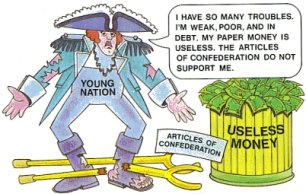 I HAVE SO MANY TROUBLES.
I'M WEAK, POOR, AND IN
DEBT. MY PAPER MONEY IS
USELESS. THE ARTICLES
OF CONFEDERATION DO NOT
SUPPORT ME.
YOUNG
NATION
ARTICLES OF
CONFEDERATION
USELESS
MONEY